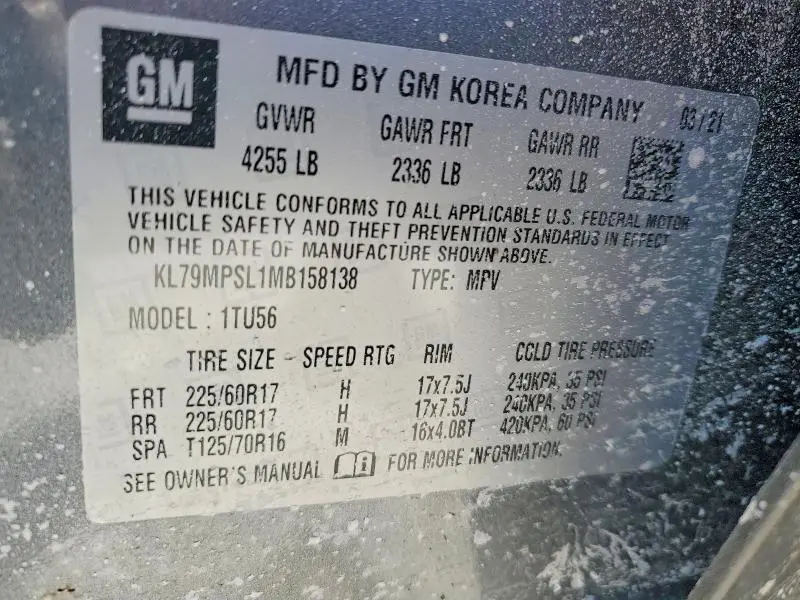 GM
MFD BY GM KOREA COMPANY 03/21
GVWR GAWR FRT GAWR RR
4255 LB 2336 LB 2336 LB
THIS VEHICLE CONFORMS TO ALL APPLICABLE U.S. FEDERAL MOTOR
VEHICLE SAFETY AND THEFT PREVENTION STANDARDS IN EFFECT
ON THE DATE OF MANUFACTURE SHOWN ABOVE.
KL79MPSL1MB158138 TYPE: MPV
MODEL : 1TU56
TIRE SIZE - SPEED RTG RIM COLD TIRE PRESSURE
FRT 225/60R17 H 17x7.5J 240KPA, 35 PSI
RR 225/60R17 H 17x7.5J 240KPA, 35 PSI
SPA T125/70R16 M 16x4.0BT 420KPA, 60 PSI
SEE OWNER'S MANUAL FOR MORE INFORMATION.